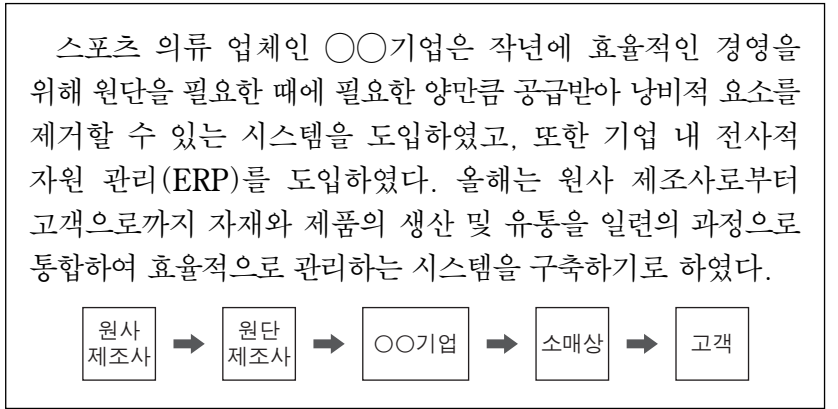 스포츠 의류 업체인 ○○기업은 작년에 효율적인 경영을
위해 원단을 필요한 때에 필요한 양만큼 공급받아 낭비적 요소를
제거할 수 있는 시스템을 도입하였고, 또한 기업 내 전사적
자원 관리(ERP)를 도입하였다. 올해는 원사 제조사로부터
고객으로까지 자재와 제품의 생산 및 유통을 일련의 과정으로
통합하여 효율적으로 관리하는 시스템을 구축하기로 하였다.
원사
제조사
➡
원단
제조사
➡
○○기업
➡
소매상
➡
고객